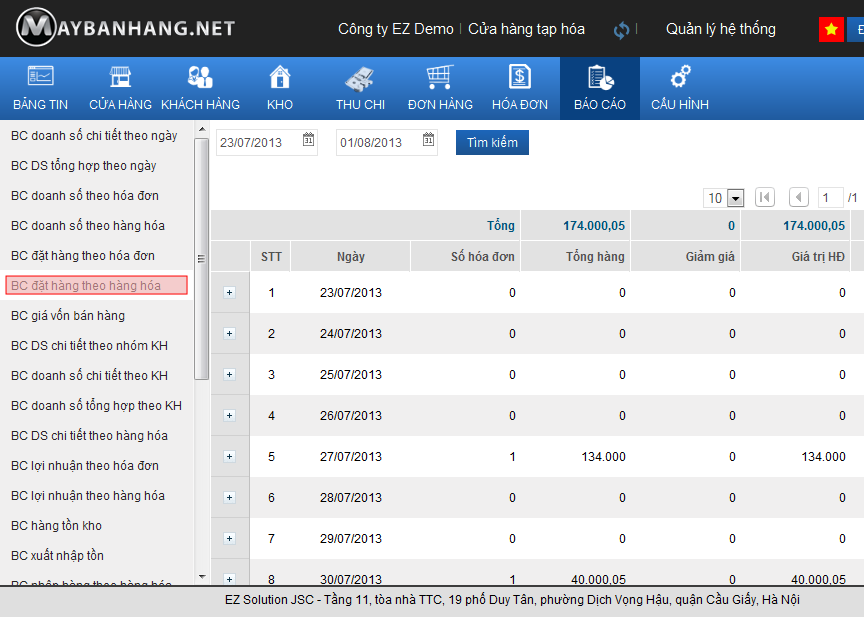 MAYBANHANG.NET
Công ty EZ Demo | Cửa hàng tạp hóa | Quản lý hệ thống
BẢNG TIN CỬA HÀNG KHÁCH HÀNG KHO THU CHI ĐƠN HÀNG HÓA ĐƠN BÁO CÁO CẤU HÌNH
BC doanh số chi tiết theo ngày
BC DS tổng hợp theo ngày
BC doanh số theo hóa đơn
BC doanh số theo hàng hóa
BC đặt hàng theo hóa đơn
BC đặt hàng theo hàng hóa
BC giá vốn bán hàng
BC DS chi tiết theo nhóm KH
BC doanh số chi tiết theo KH
BC doanh số tổng hợp theo KH
BC DS chi tiết theo hàng hóa
BC lợi nhuận theo hóa đơn
BC lợi nhuận theo hàng hóa
BC hàng tồn kho
BC xuất nhập tồn
BC nhập hàng theo hàng hóa
23/07/2013 01/08/2013 Tìm kiếm
10 1 /1
Tổng 174.000,05 0 174.000,05
STT Ngày Số hóa đơn Tổng hàng Giảm giá Giá trị HĐ
1 23/07/2013 0 0 0 0
2 24/07/2013 0 0 0 0
3 25/07/2013 0 0 0 0
4 26/07/2013 0 0 0 0
5 27/07/2013 1 134.000 0 134.000
6 28/07/2013 0 0 0 0
7 29/07/2013 0 0 0 0
8 30/07/2013 1 40.000,05 0 40.000,05
EZ Solution JSC - Tầng 11, tòa nhà TTC, 19 phố Duy Tân, phường Dịch Vọng Hậu, quận Cầu Giấy, Hà Nội